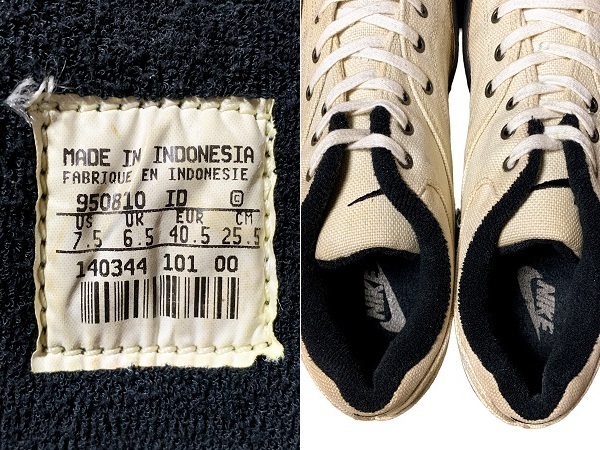 MADE IN INDONESIA
FABRIQUE EN INDONESIE
950810 ID ©
US UK EUR CM
7.5 6.5 40.5 25.5
140344 101 00
NIKE
NIKE